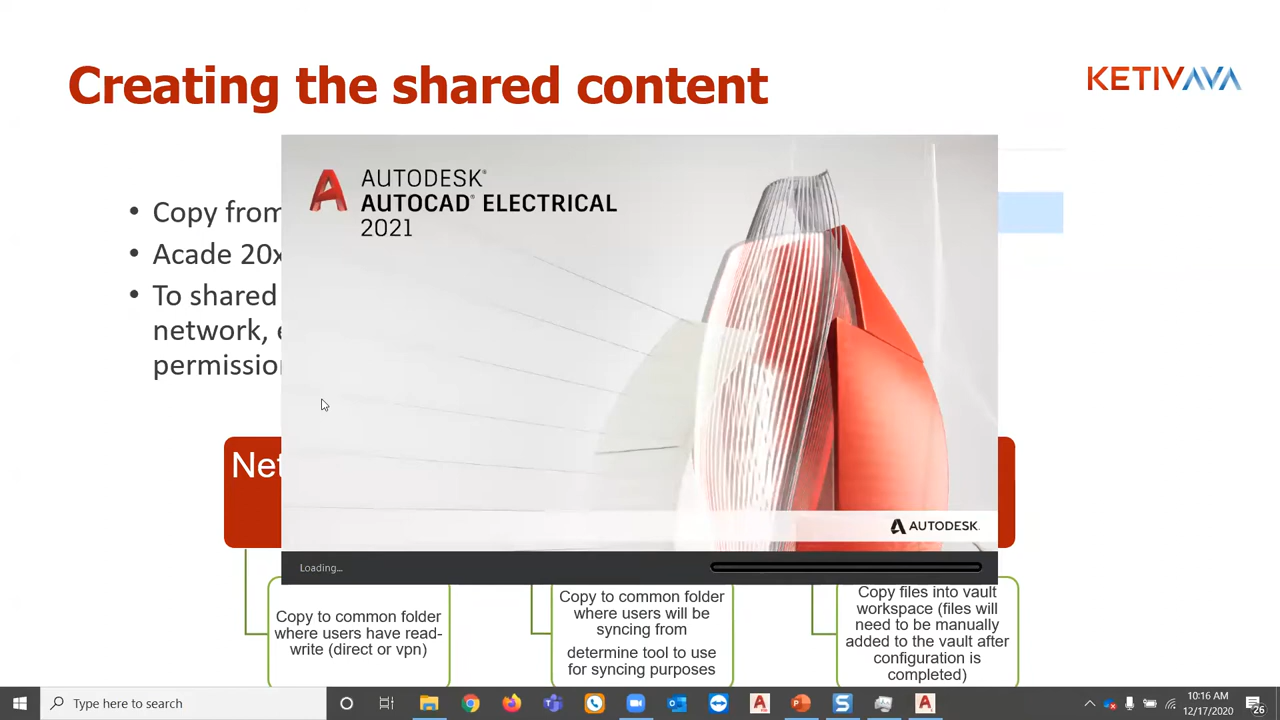 Creating the shared content
KETIVAVA
• Copy from
• Acade 20x
• To shared
network, e
permission
AUTODESK®
AUTOCAD® ELECTRICAL
2021
AUTODESK.
Loading...
Net
Copy to common folder
where users have read-
write (direct or vpn)
Copy to common folder
where users will be
syncing from
determine tool to use
for syncing purposes
Copy files into vault
workspace (files will
need to be manually
added to the vault after
configuration is
completed)
Type here to search
10:16 AM
12/17/2020
26